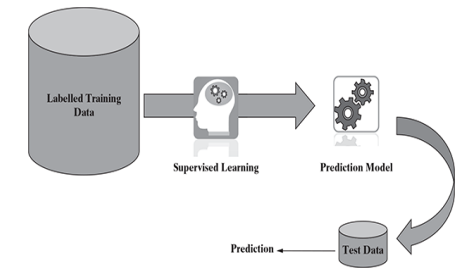 Labelled Training
Data
Supervised Learning
Prediction Model
Prediction
Test Data